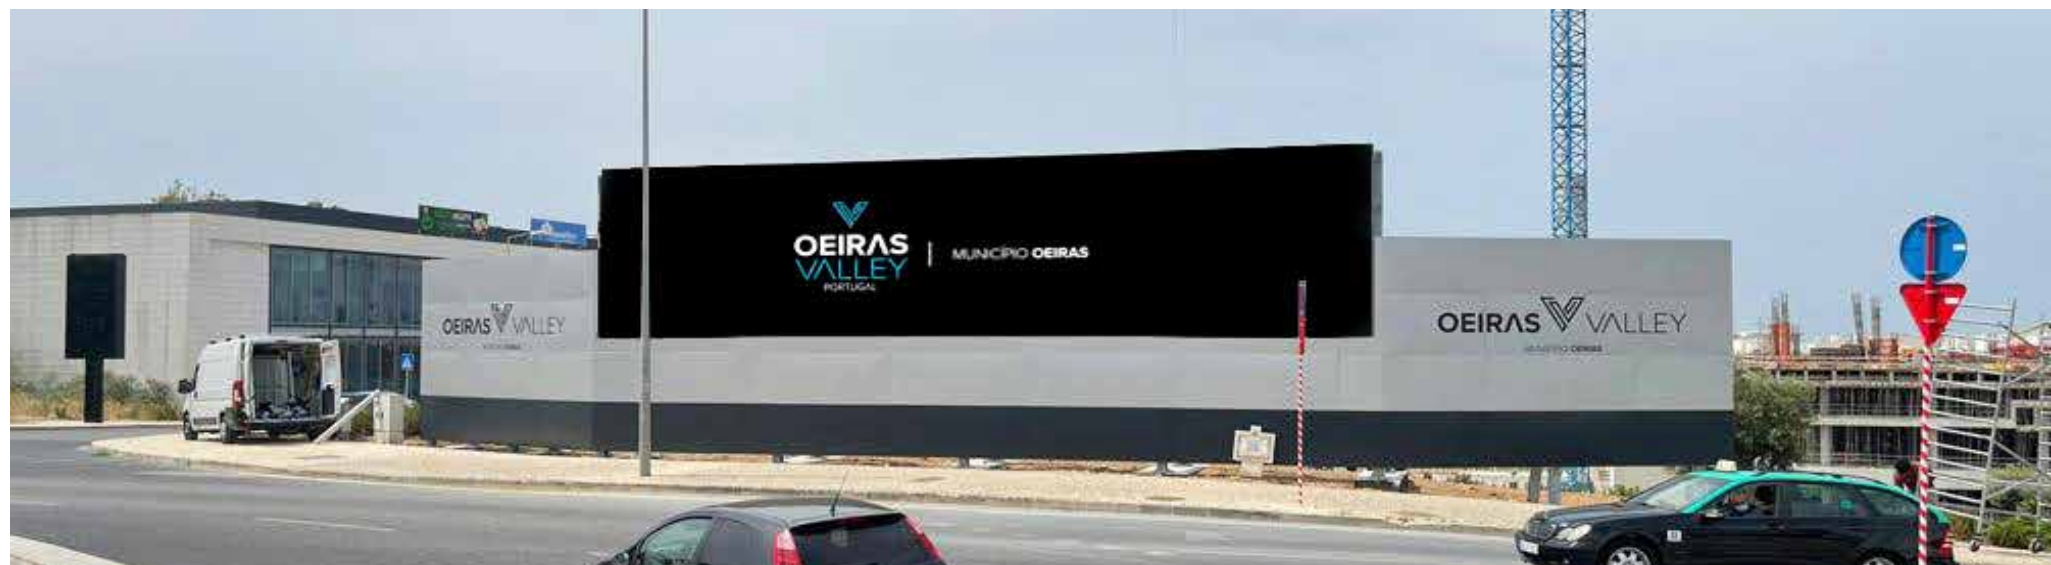 OEIRAS
VALLEY
PORTUGAL
MUNICÍPIO OEIRAS
OEIRAS VALLEY
OEIRAS VALLEY
MUNICÍPIO OEIRAS